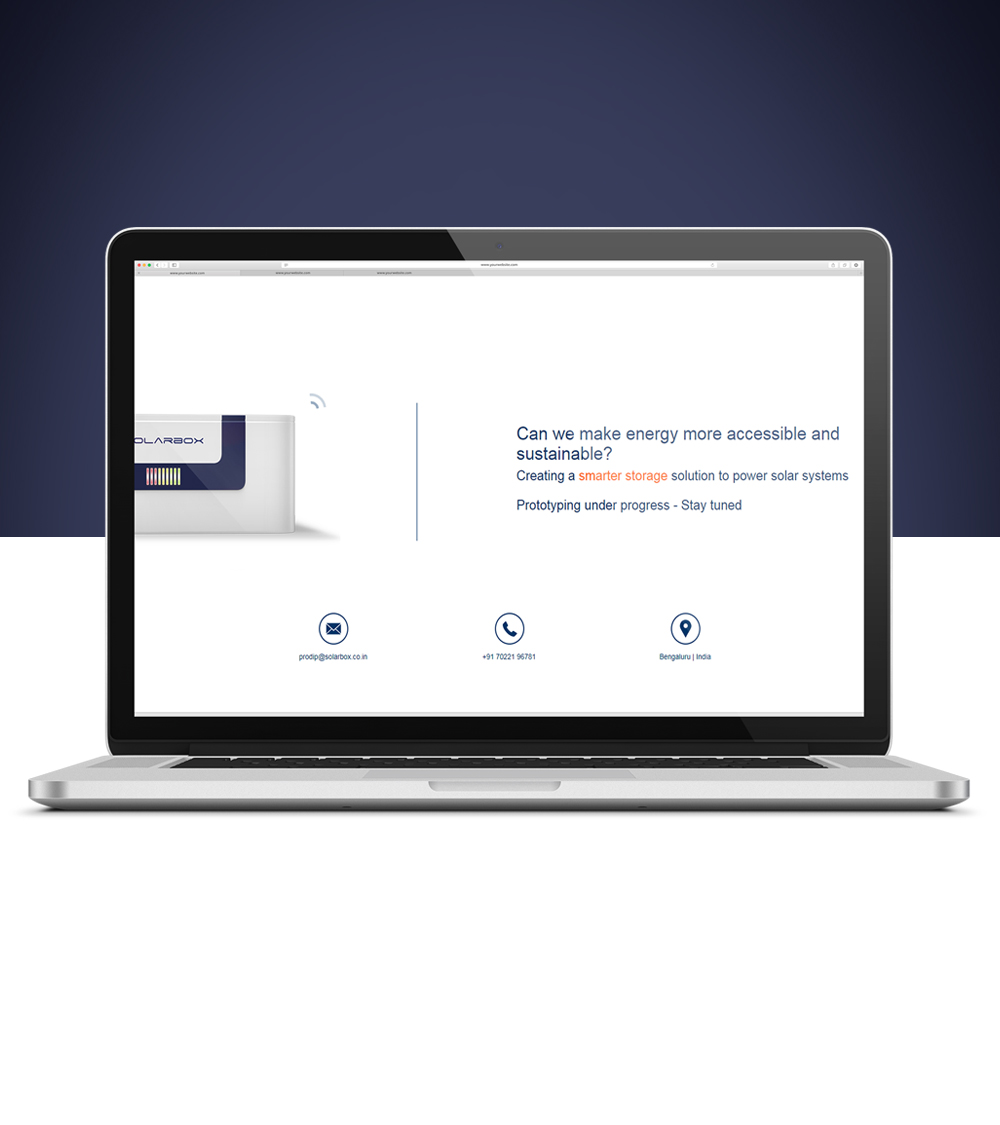 www.yourwebsite.com
www.yourwebsite.com
www.yourwebsite.com
www.yourwebsite.com
OLARBOX
Can we make energy more accessible and
sustainable?
Creating a smarter storage solution to power solar systems
Prototyping under progress - Stay tuned
prodip@solarbox.co.in
+91 70221 96781
Bengaluru | India